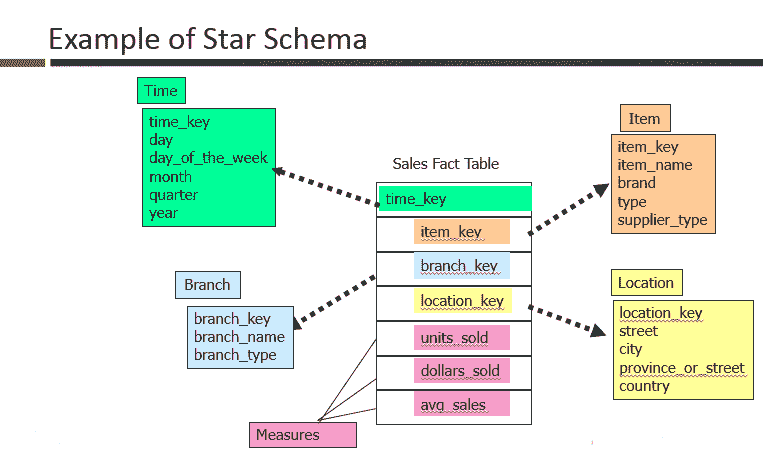 Example of Star Schema
Time
time_key
day
day_of_the_week
month
quarter
year
Item
item_key
item_name
brand
type
supplier_type
Sales Fact Table
time_key
item_key
branch_key
location_key
units_sold
dollars_sold
avg_sales
Branch
branch_key
branch_name
branch_type
Location
location_key
street
city
province_or_street
country
Measures